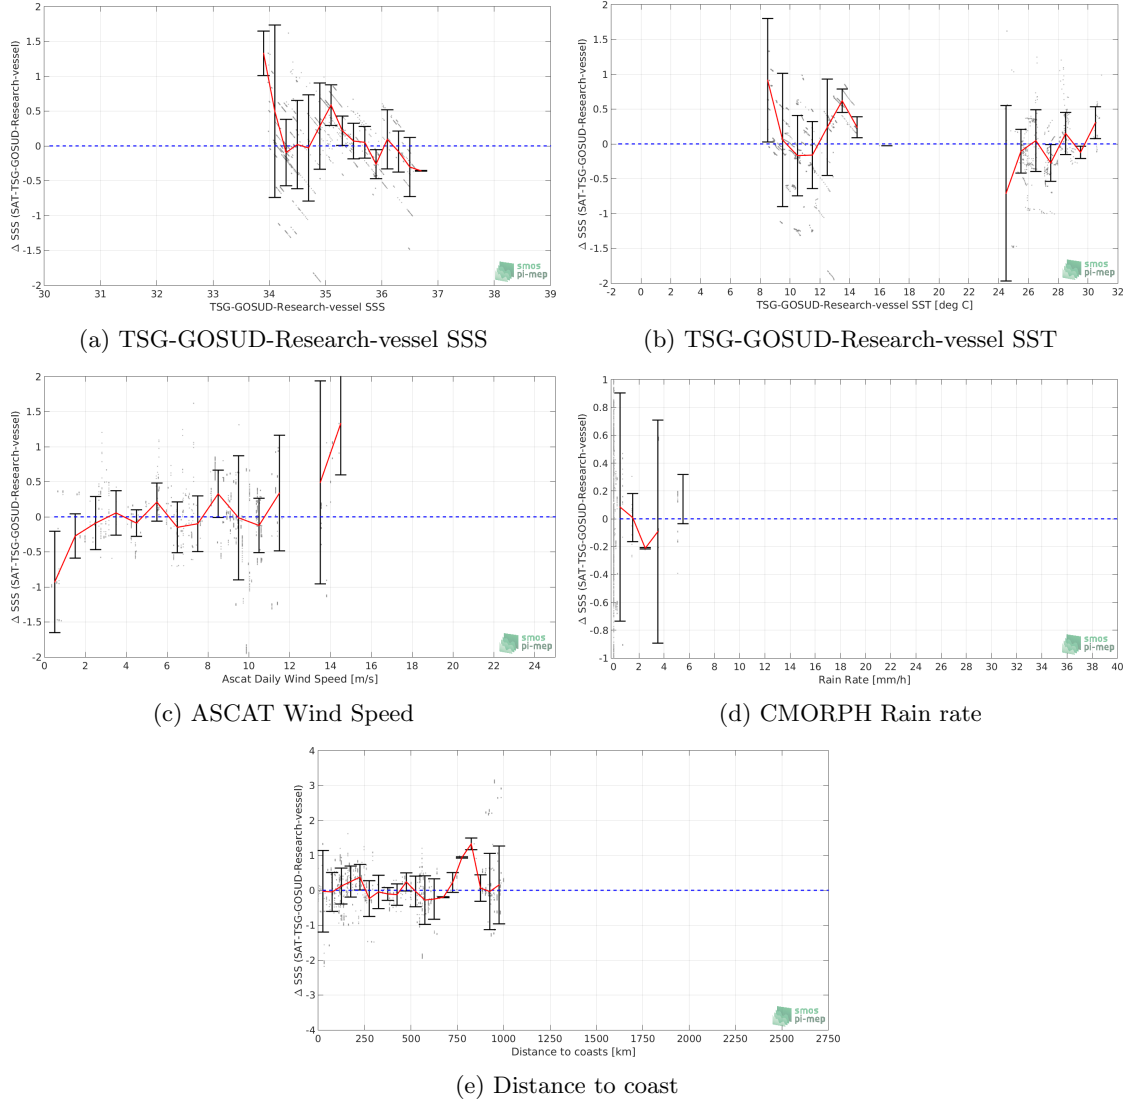 Δ SSS (SAT-TSG-GOSUD-Research-vessel)
2
1.5
1
0.5
0
-0.5
-1
-1.5
-2
30 31 32 33 34 35 36 37 38 39
TSG-GOSUD-Research-vessel SSS
smos
pi-mep
(a) TSG-GOSUD-Research-vessel SSS
Δ SSS (SAT-TSG-GOSUD-Research-vessel)
2
1.5
1
0.5
0
-0.5
-1
-1.5
-2
-2 0 2 4 6 8 10 12 14 16 18 20 22 24 26 28 30 32
TSG-GOSUD-Research-vessel SST [deg C]
smos
pi-mep
(b) TSG-GOSUD-Research-vessel SST
Δ SSS (SAT-TSG-GOSUD-Research-vessel)
2
1.5
1
0.5
0
-0.5
-1
-1.5
-2
0 2 4 6 8 10 12 14 16 18 20 22 24
Ascat Daily Wind Speed [m/s]
smos
pi-mep
(c) ASCAT Wind Speed
Δ SSS (SAT-TSG-GOSUD-Research-vessel)
1
0.8
0.6
0.4
0.2
0
-0.2
-0.4
-0.6
-0.8
-1
0 2 4 6 8 10 12 14 16 18 20 22 24 26 28 30 32 34 36 38 40
Rain Rate [mm/h]
smos
pi-mep
(d) CMORPH Rain rate
Δ SSS (SAT-TSG-GOSUD-Research-vessel)
4
3
2
1
0
-1
-2
-3
-4
0 250 500 750 1000 1250 1500 1750 2000 2250 2500 2750
Distance to coasts [km]
smos
pi-mep
(e) Distance to coast